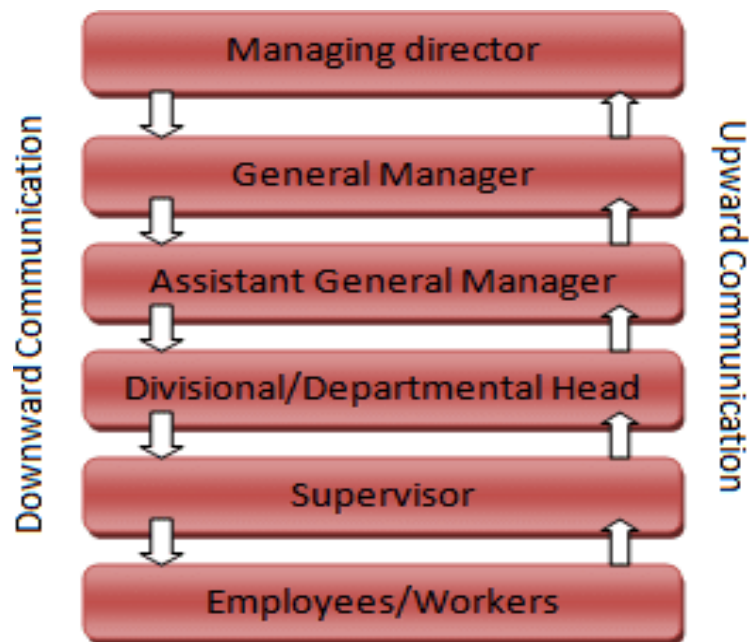 Managing director
General Manager
Assistant General Manager
Divisional/Departmental Head
Supervisor
Employees/Workers
Downward Communication
Upward Communication